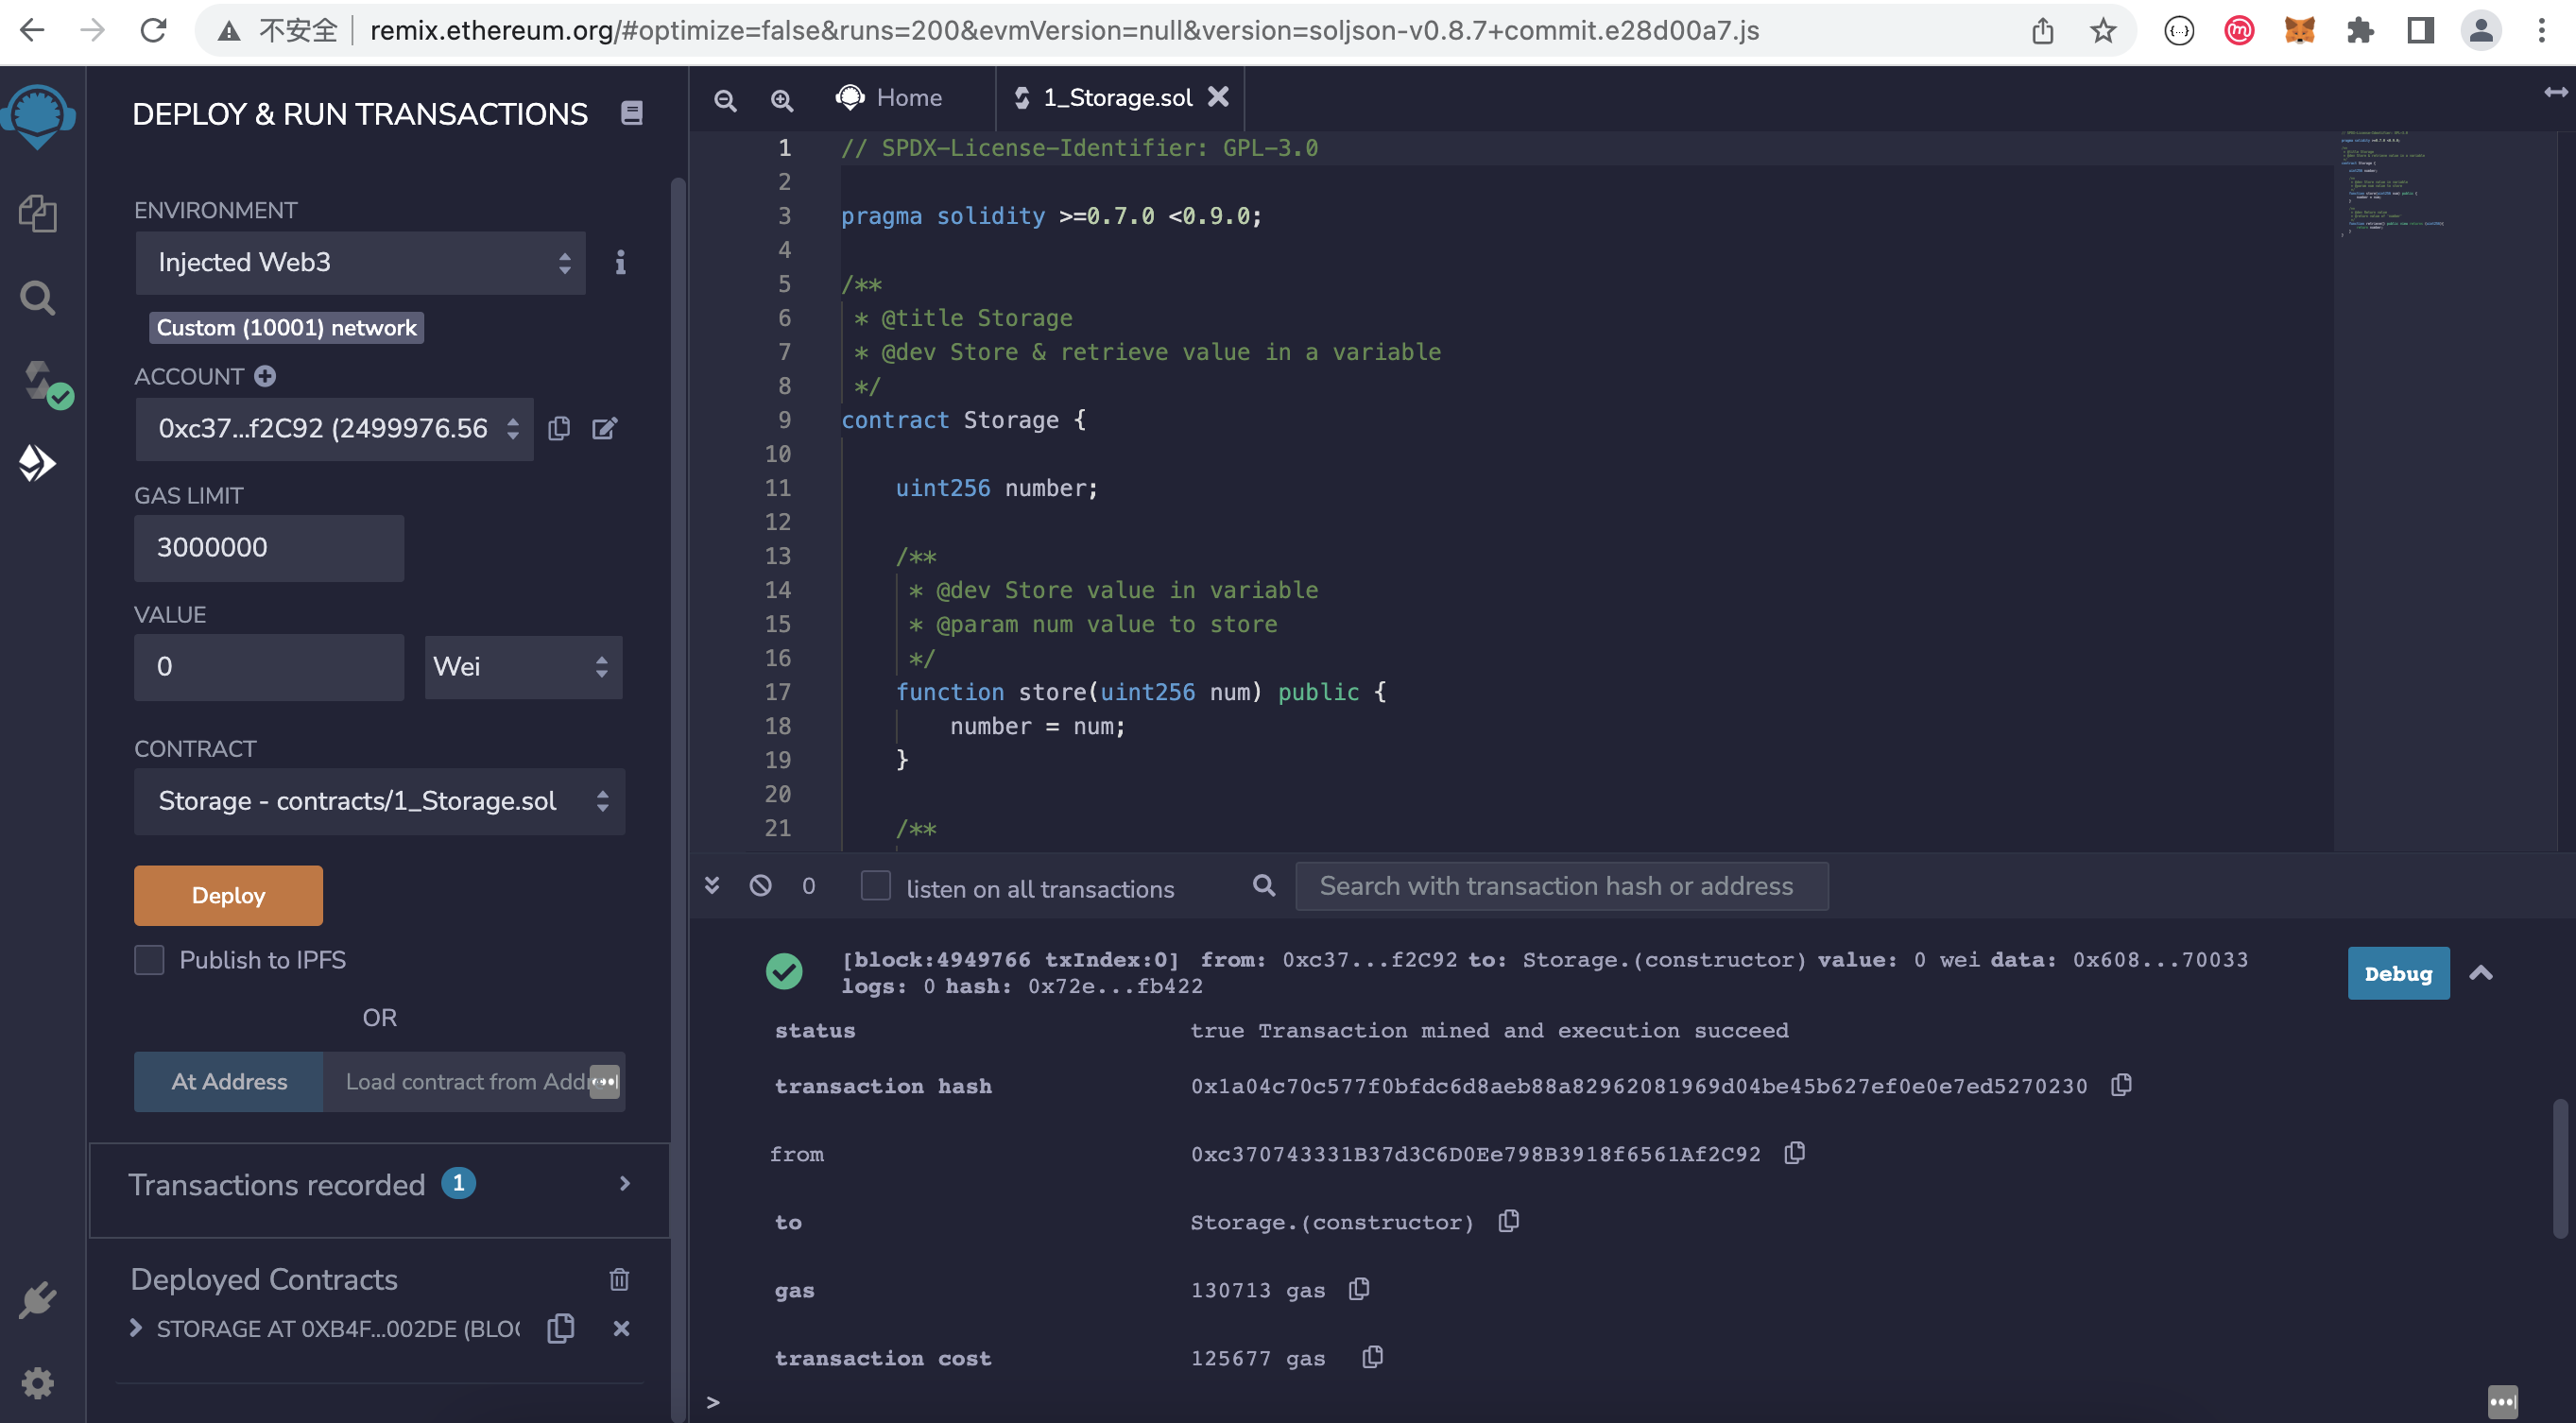 不安全 remix.ethereum.org/#optimize=false&runs=200&evmVersion=null&version=soljson-v0.8.7+commit.e28d00a7.js
DEPLOY & RUN TRANSACTIONS
ENVIRONMENT
Injected Web3
Custom (10001) network
ACCOUNT
0xc37...f2C92 (2499976.56
GAS LIMIT
3000000
VALUE
0
Wei
CONTRACT
Storage - contracts/1_Storage.sol
Deploy
Publish to IPFS
OR
At Address
Load contract from Addr
Transactions recorded 1
Deployed Contracts
STORAGE AT 0XB4F...002DE (BLOC
Home
1_Storage.sol
1 // SPDX-License-Identifier: GPL-3.0
2
3 pragma solidity >=0.7.0 <0.9.0;
4
5 /**
6 * @title Storage
7 * @dev Store & retrieve value in a variable
8 */
9 contract Storage {
10
11 uint256 number;
12
13 /**
14 * @dev Store value in variable
15 * @param num value to store
16 */
17 function store(uint256 num) public {
18 number = num;
19 }
20
21 /**
0 listen on all transactions Search with transaction hash or address
[block:4949766 txIndex:0] from: 0xc37...f2C92 to: Storage.(constructor) value: 0 wei data: 0x608...70033
logs: 0 hash: 0x72e...fb422
Debug
status true Transaction mined and execution succeed
transaction hash 0x1a04c70c577f0bfdc6d8aeb88a82962081969d04be45b627ef0e0e7ed5270230
from 0xc370743331B37d3C6D0Ee798B3918f6561Af2C92
to Storage.(constructor)
gas 130713 gas
transaction cost 125677 gas
>